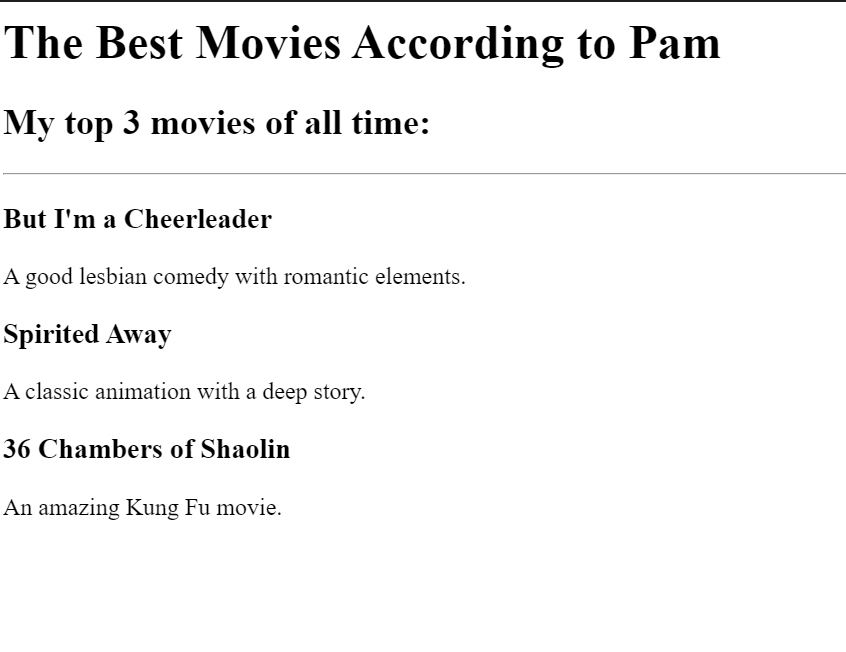 The Best Movies According to Pam
My top 3 movies of all time:
But I'm a Cheerleader
A good lesbian comedy with romantic elements.
Spirited Away
A classic animation with a deep story.
36 Chambers of Shaolin
An amazing Kung Fu movie.